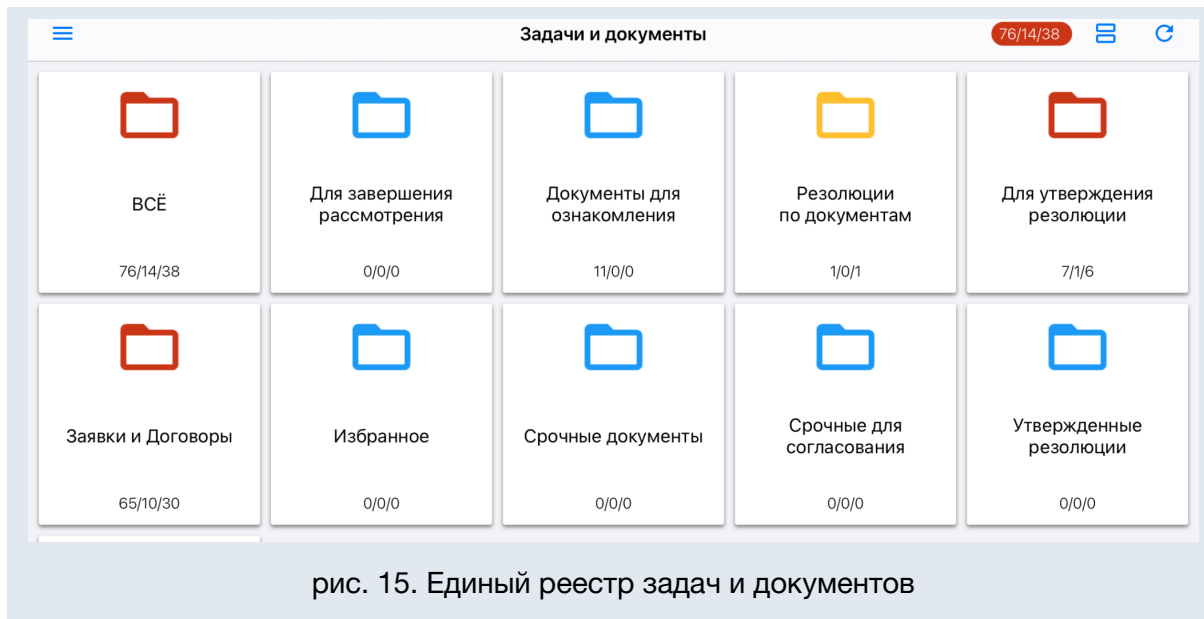 Задачи и документы
76/14/38
ВСЁ
76/14/38
Для завершения
рассмотрения
0/0/0
Документы для
ознакомления
11/0/0
Резолюции
по документам
1/0/1
Для утверждения
резолюции
7/1/6
Заявки и Договоры
65/10/30
Избранное
0/0/0
Срочные документы
0/0/0
Срочные для
согласования
0/0/0
Утвержденные
резолюции
0/0/0
рис. 15. Единый реестр задач и документов